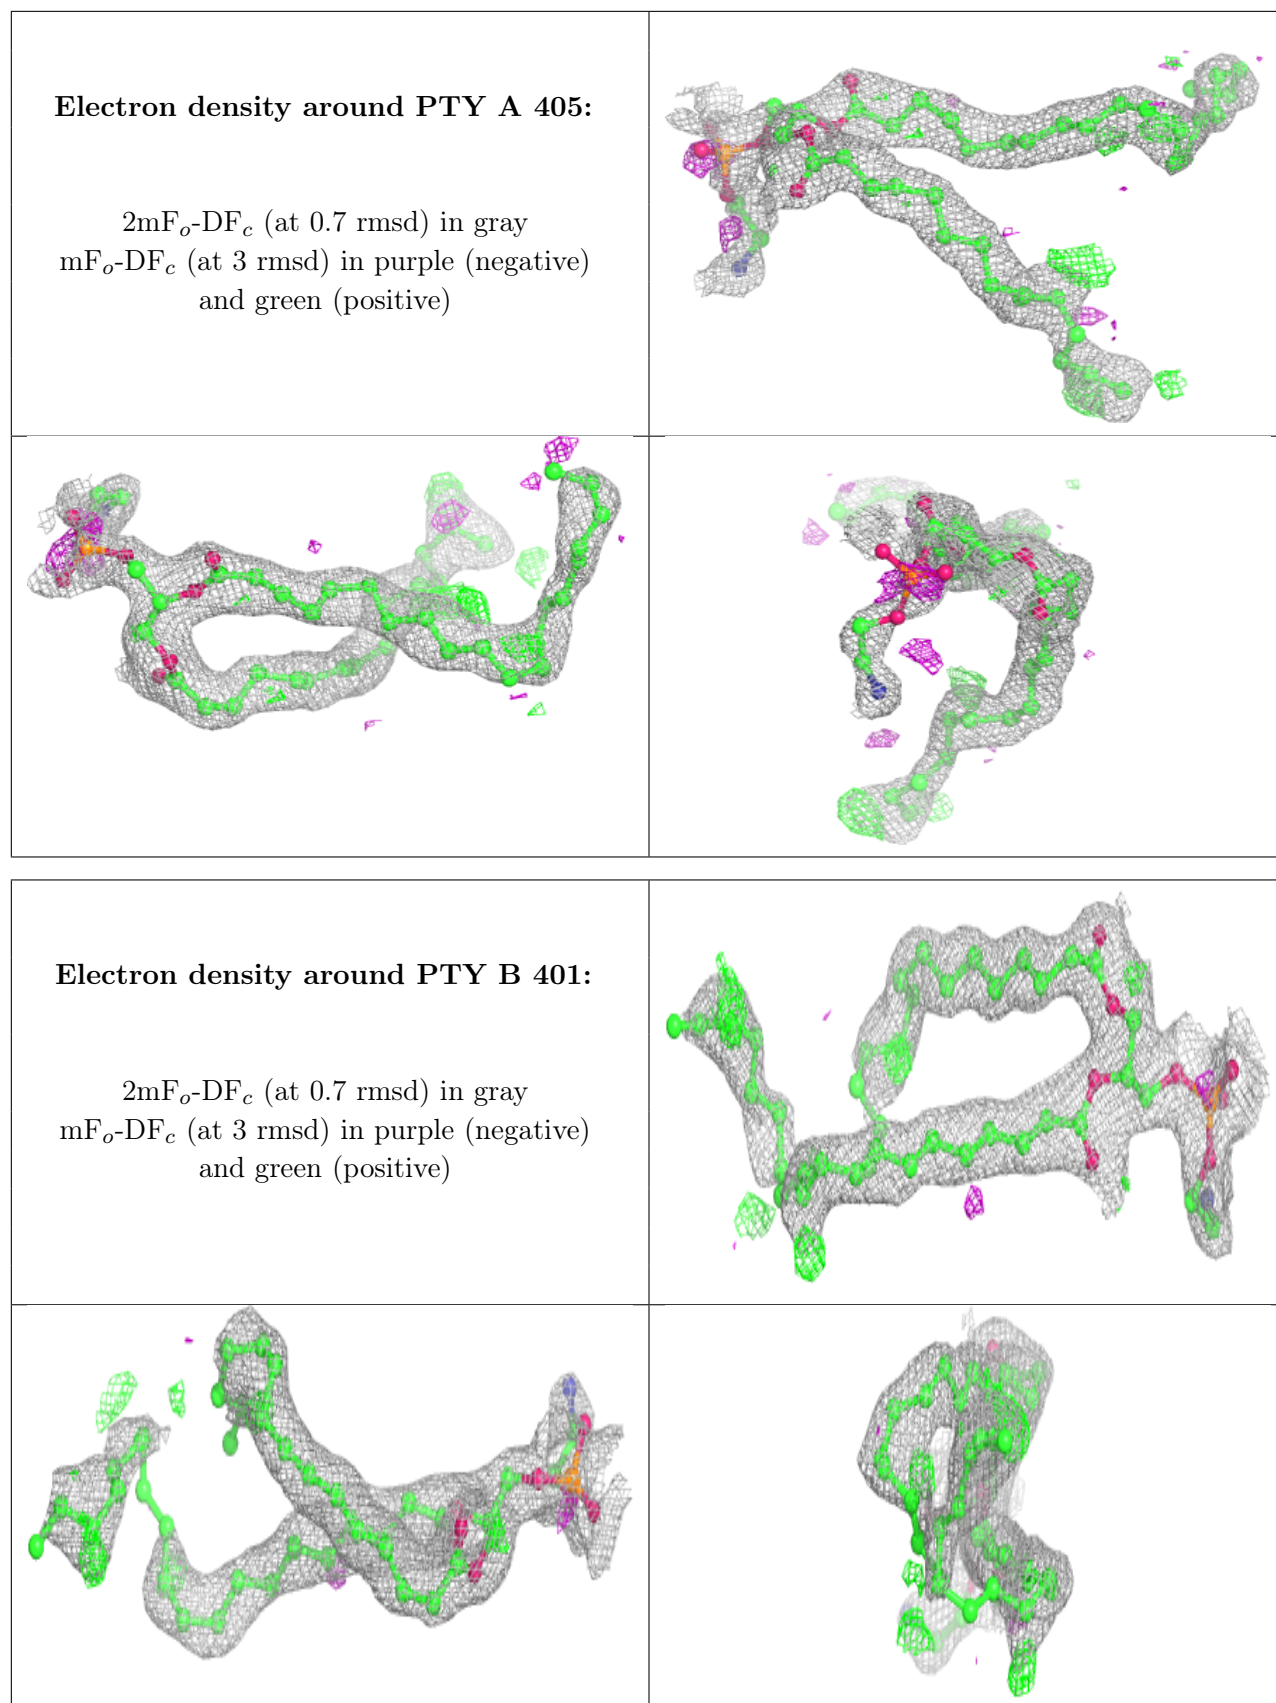 Electron density around PTY A 405:
2mFo-DFc (at 0.7 rmsd) in gray
mFo-DFc (at 3 rmsd) in purple (negative)
and green (positive)
Electron density around PTY B 401:
2mFo-DFc (at 0.7 rmsd) in gray
mFo-DFc (at 3 rmsd) in purple (negative)
and green (positive)